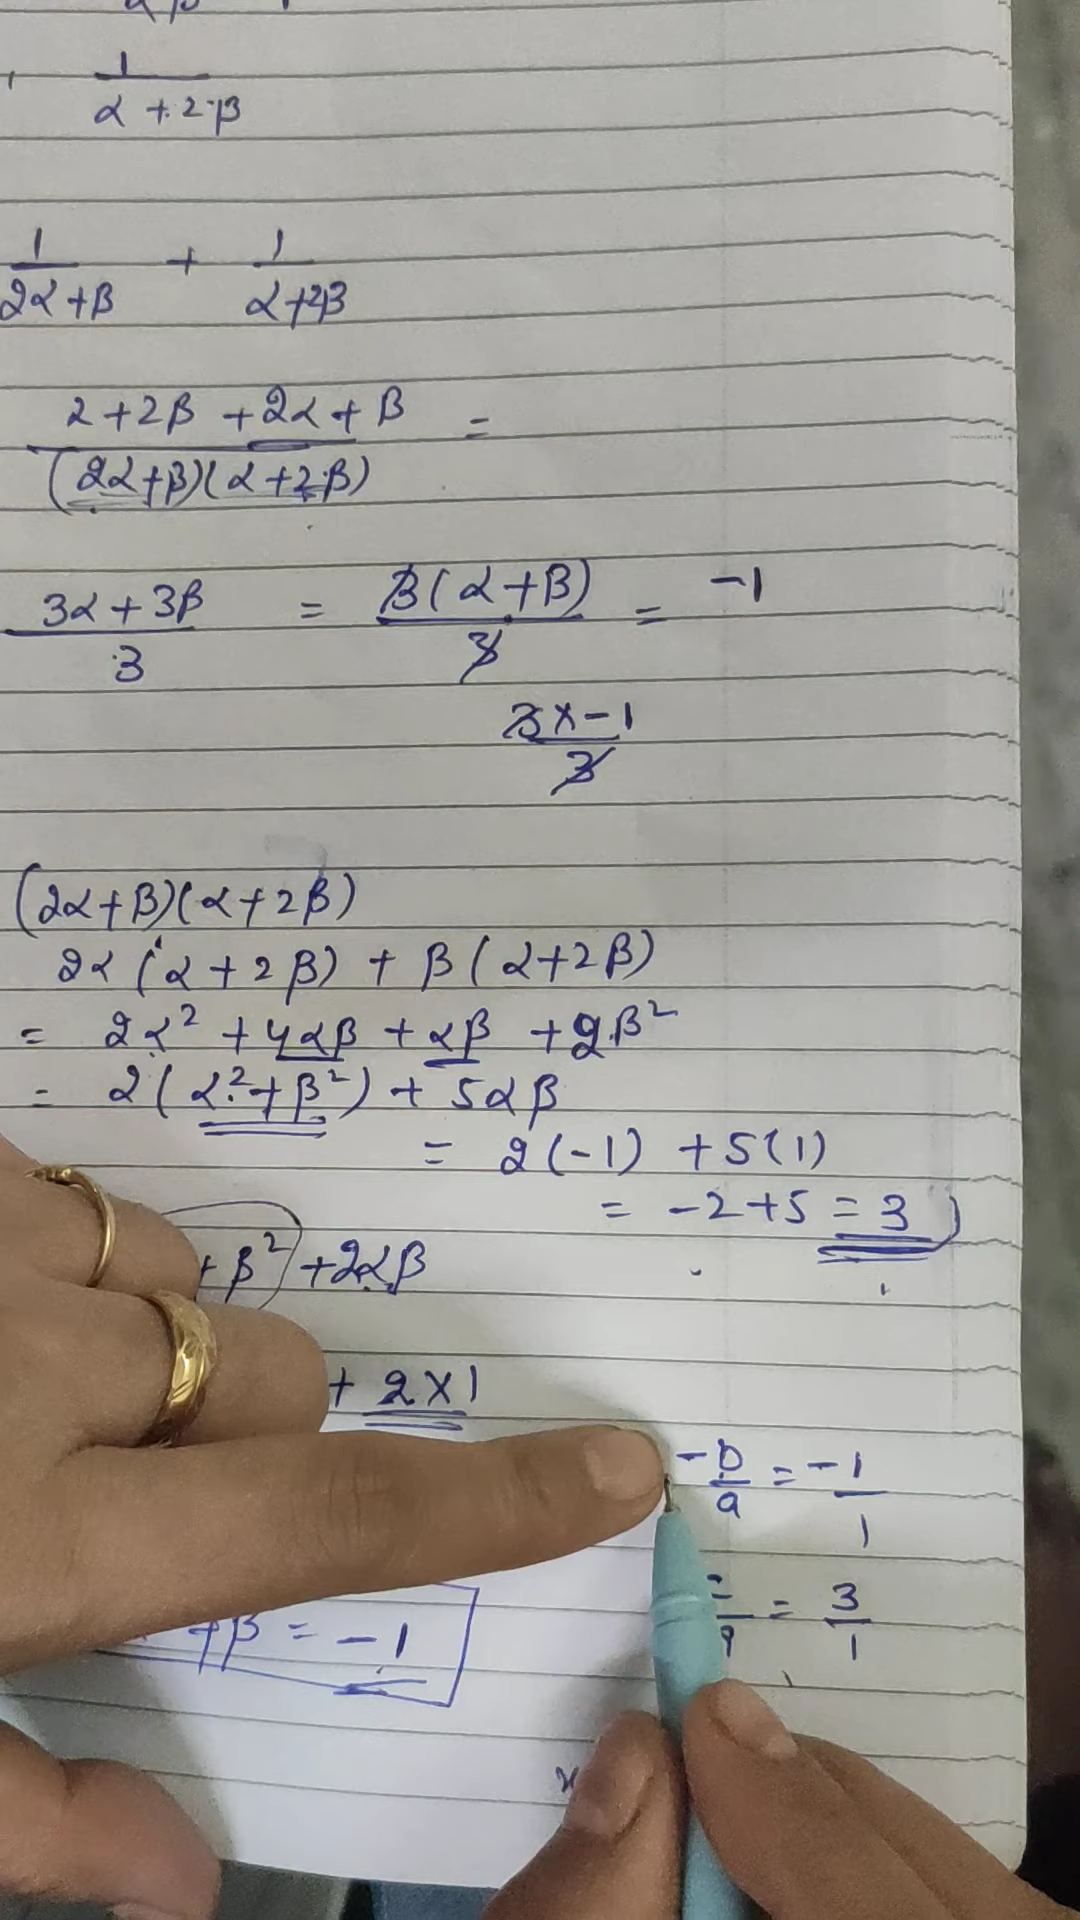 1
α + 2β
1 + 1
2α+β α+2β
2+2β +2α+ β =
(2α+β)(α+2β)
3α + 3β = 3(α+β) = -1
3 3
3x-1
3
(2α+β)(α+2β)
2α (α+2β) + β(α+2β)
= 2α² + 4αβ + αβ + 2β²
= 2(α²+β²) + 5αβ
= 2(-1) + 5(1)
= -2+5 = 3
+ β² +2αβ
+ 2x1
-b = -1
a 1
= 3
a 1
+β = -1